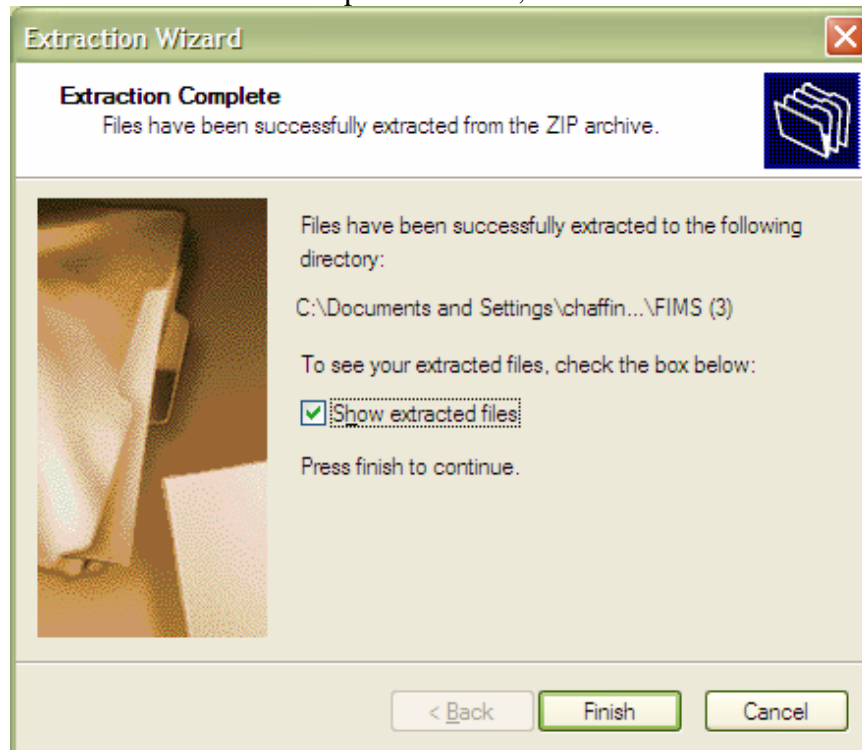 Extraction Wizard
Extraction Complete
Files have been successfully extracted from the ZIP archive.
Files have been successfully extracted to the following
directory:
C:\Documents and Settings\chaffin...\FIMS (3)
To see your extracted files, check the box below:
Show extracted files
Press finish to continue.
< Back Finish Cancel